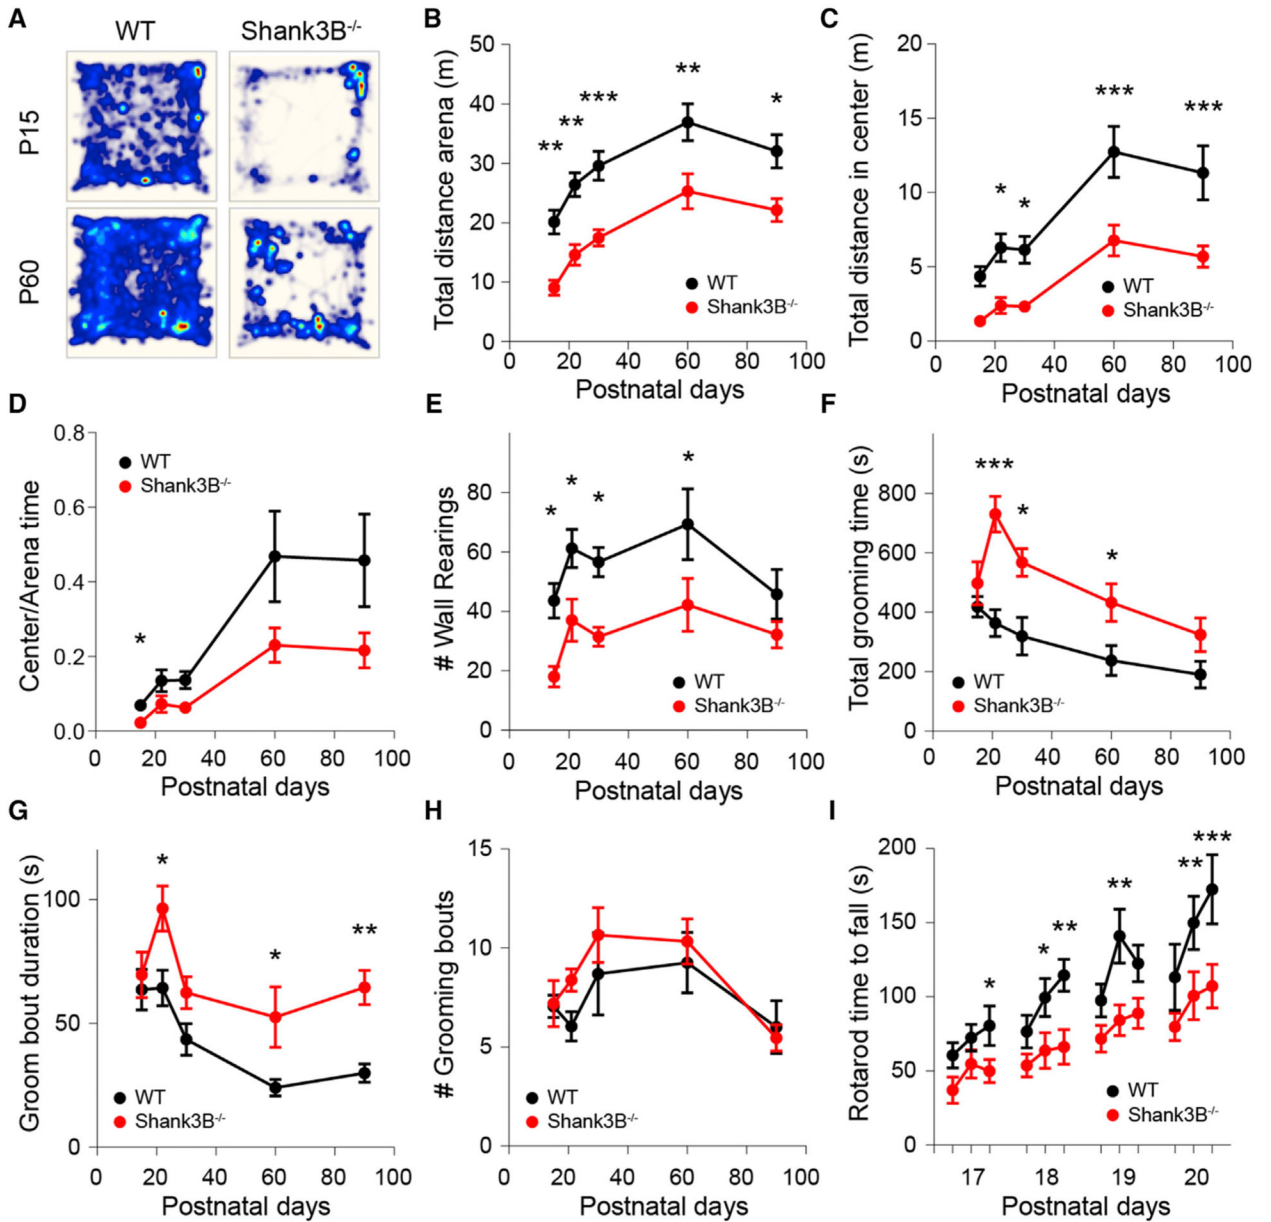 A
WT
Shank3B-/-
P15
P60
B
Total distance arena (m)
50
40
30
20
10
0
**
**
***
**
*
WT
Shank3B-/-
0 20 40 60 80 100
Postnatal days
C
Total distance in center (m)
20
15
10
5
0
*
*
***
***
WT
Shank3B-/-
0 20 40 60 80 100
Postnatal days
D
Center/Arena time
0.8
0.6
0.4
0.2
0.0
WT
Shank3B-/-
*
0 20 40 60 80 100
Postnatal days
E
# Wall Rearings
80
60
40
20
0
*
*
*
*
WT
Shank3B-/-
0 20 40 60 80 100
Postnatal days
F
Total grooming time (s)
800
600
400
200
0
***
*
*
WT
Shank3B-/-
0 20 40 60 80 100
Postnatal days
G
Groom bout duration (s)
100
50
0
*
*
**
WT
Shank3B-/-
0 20 40 60 80 100
Postnatal days
H
# Grooming bouts
15
10
5
0
WT
Shank3B-/-
0 20 40 60 80 100
Postnatal days
I
Rotarod time to fall (s)
200
150
100
50
0
*
*
**
**
**
***
WT
Shank3B-/-
17 18 19 20
Postnatal days